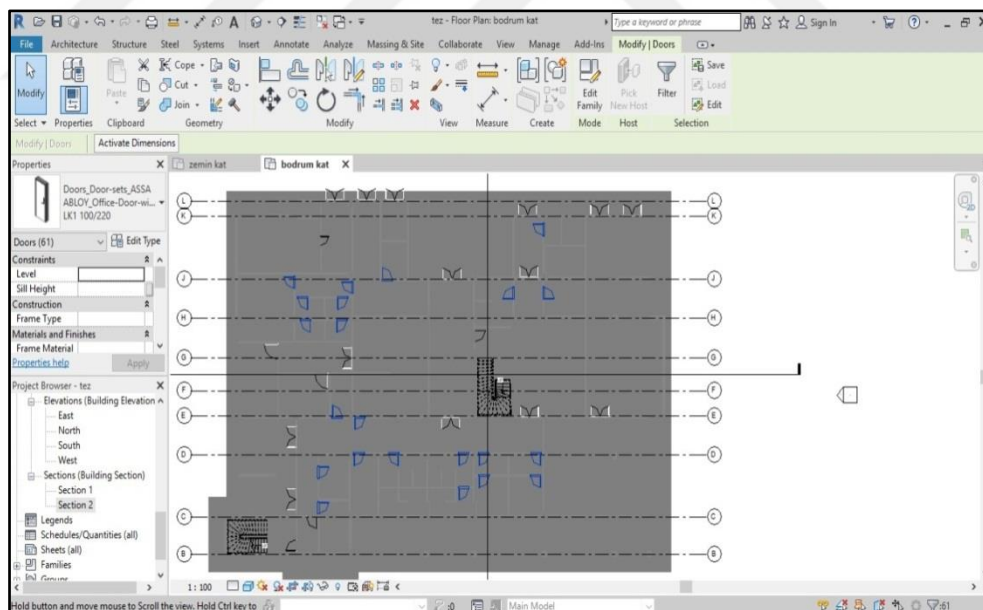 tez - Floor Plan: bodrum kat
Type a keyword or phrase
Sign In
File Architecture Structure Steel Systems Insert Annotate Analyze Massing & Site Collaborate View Manage Add-Ins Modify | Doors
Modify
Paste
Cope
Cut
Join
Edit Family
Pick New Host
Filter
Save
Load
Edit
Select Properties Clipboard Geometry Modify View Measure Create Mode Host Selection
Modify | Doors Activate Dimensions
Properties X
zemin kat bodrum kat X
Doors_Door-sets_ASSA
ABLOY_Office-Door-wi...
LK1 100/220
Doors (61) Edit Type
Constraints
Level
Sill Height
Construction
Frame Type
Materials and Finishes
Frame Material
Properties help Apply
Project Browser - tez X
Elevations (Building Elevation
East
North
South
West
Sections (Building Section)
Section 1
Section 2
Legends
Schedules/Quantities (all)
Sheets (all)
Families
Groups
L L
K K
J J
H H
G G
F F
E E
D D
C C
B B
1 : 100
Hold button and move mouse to Scroll the view. Hold Ctrl key to
:0
Main Model
:61